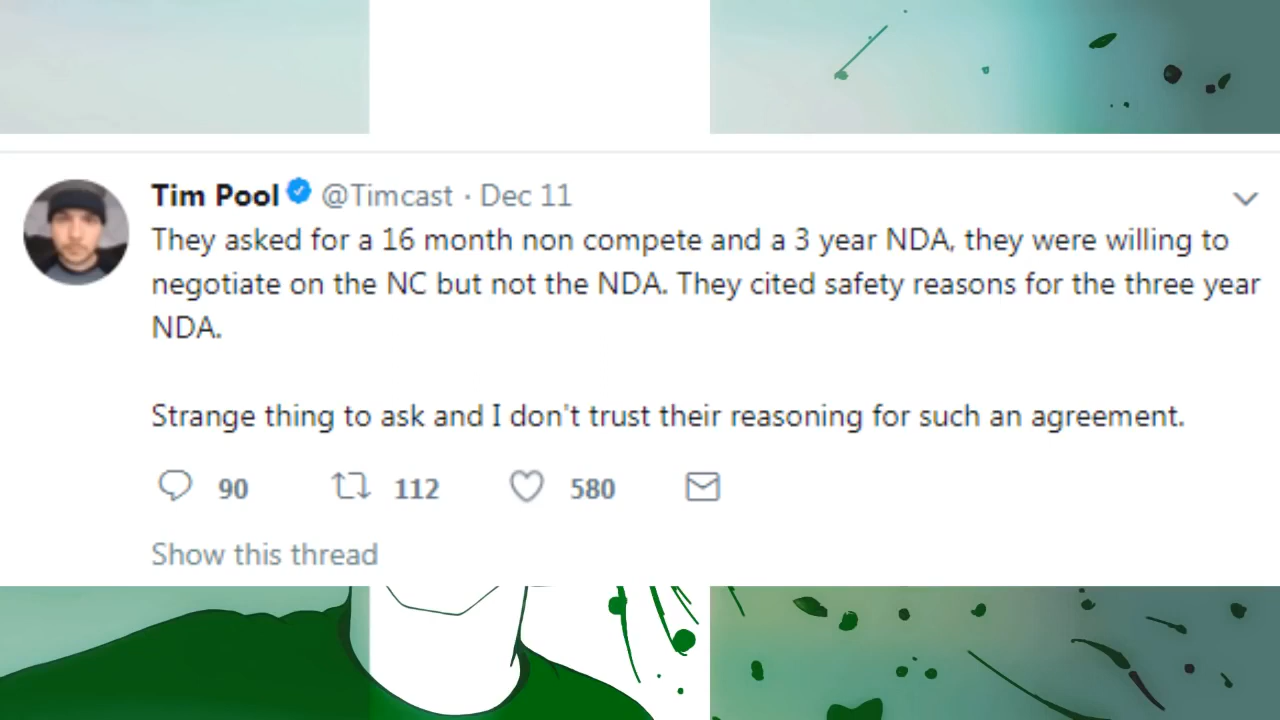 Tim Pool @Timcast · Dec 11
They asked for a 16 month non compete and a 3 year NDA, they were willing to
negotiate on the NC but not the NDA. They cited safety reasons for the three year
NDA.
Strange thing to ask and I don't trust their reasoning for such an agreement.
90 112 580
Show this thread